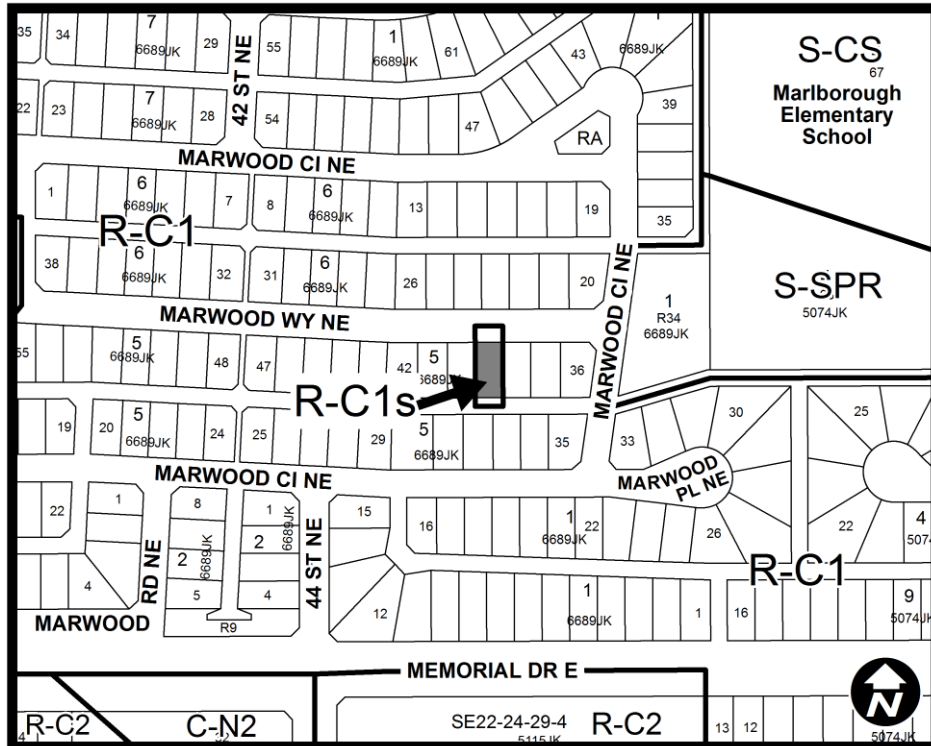 35
34
7
6689JK
29
42 ST NE
55
1
6689JK
61
43
6689JK
S-CS
67
Marlborough
Elementary
School
22
23
7
6689JK
28
54
47
39
RA
MARWOOD CI NE
1
6
6689JK
7
8
6
6689JK
13
19
35
R-C1
38
6
6689JK
32
31
6
6689JK
26
20
MARWOOD CI NE
1
R34
6689JK
S-SPR
5074JK
MARWOOD WY NE
55
5
6689JK
48
47
42
5
6689JK
36
R-C1s
19
20
5
6689JK
24
25
29
5
6689JK
35
33
30
25
MARWOOD CI NE
MARWOOD
PL NE
22
1
8
6689JK
2
5
RD NE
1
6689JK
2
4
44 ST NE
15
16
1
22
6689JK
26
22
4
5074
R-C1
4
MARWOOD
R9
12
1
6689JK
1
16
9
5074JK
MEMORIAL DR E
R-C2
4
C-N2
SE22-24-29-4
R-C2
5115JK
13
12
5074JK
N